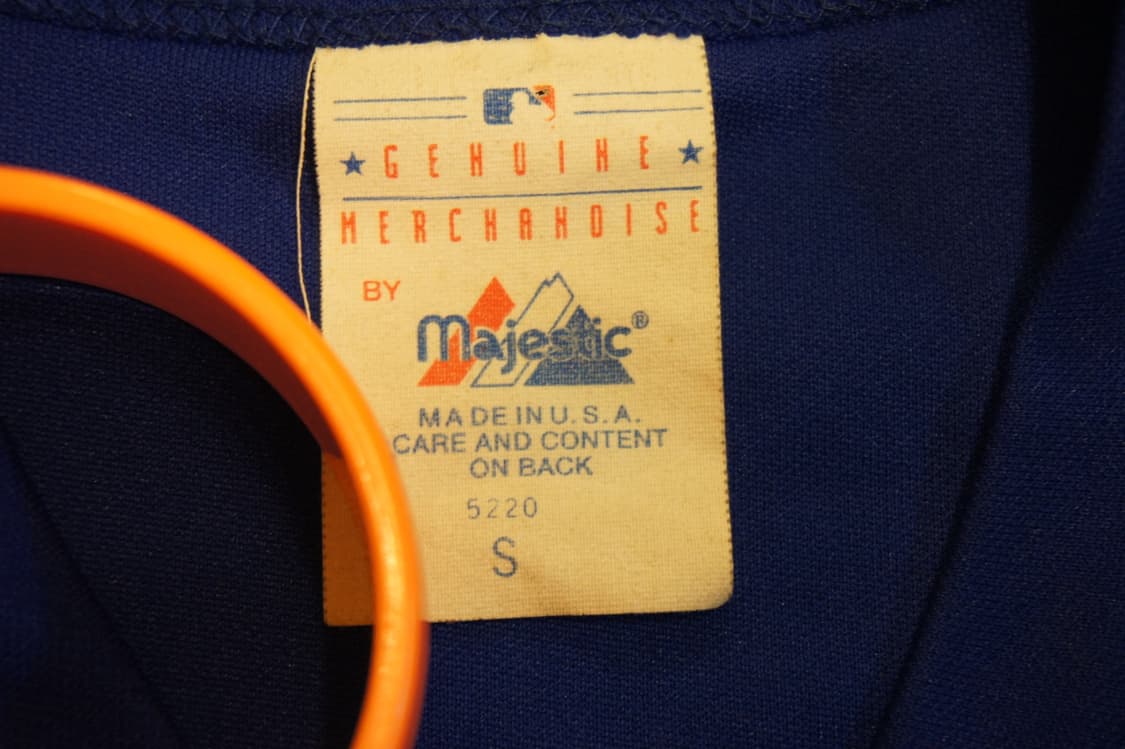 GENUINE
MERCHANDISE
BY
Majestic®
MADE IN U.S.A.
CARE AND CONTENT
ON BACK
5220
S